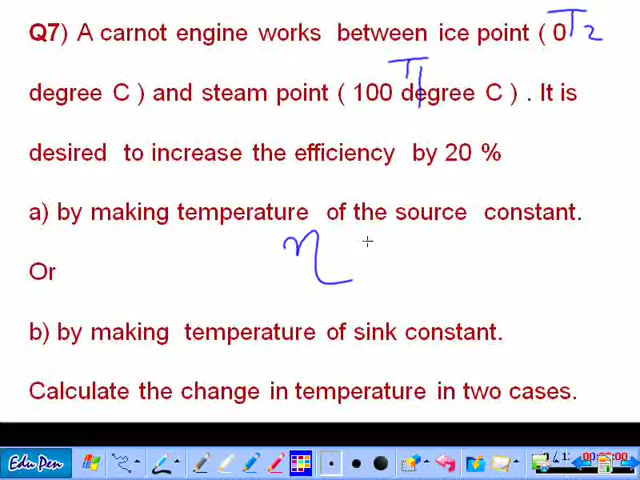 Q7) A carnot engine works between ice point ( 0 T2
degree C ) and steam point ( 100 degree C ) . It is
T1
desired to increase the efficiency by 20 %
a) by making temperature of the source constant.
η
Or
b) by making temperature of sink constant.
Calculate the change in temperature in two cases.
Edu Pen